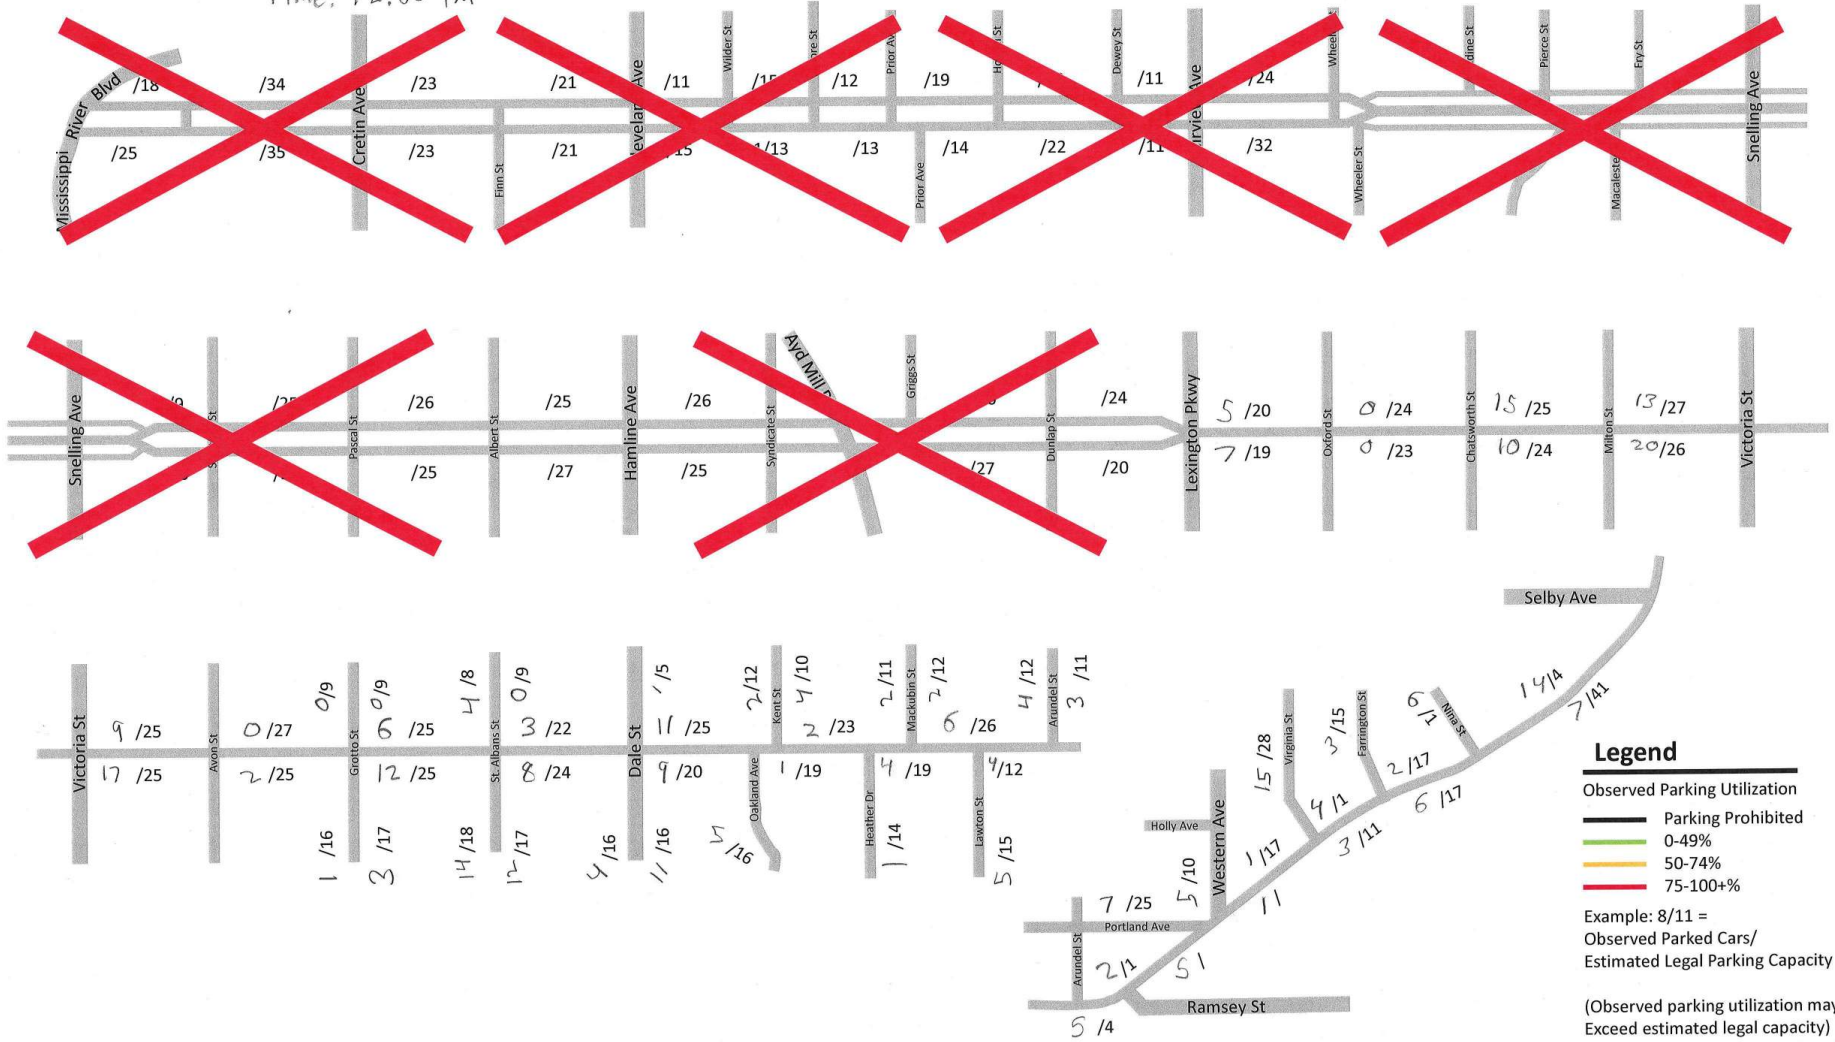 /18 /34 /23 /21 /11 /12 /19 /11 /24
Mississippi River Blvd
Cretin Ave
Finn St
Wilder St
Prior Ave
Dewey St
Wheeler St
Pierce St
Fry St
Snelling Ave
/25 /35 /23 /21 /15 /13 /13 /14 /22 /11 /32
Snelling Ave
Pascal St
Albert St
Hamline Ave
Syndicate St
Ayd Mill
Griggs St
Dunlap St
Lexington Pkwy
Oxford St
Chatsworth St
Milton St
Victoria St
/9 /26 /25 /26 /24 5 /20 0 /24 15 /25 13 /27
/25 /27 /25 /27 /20 7 /19 0 /23 10 /24 20/26
Selby Ave
0/9 0/9 4 /8 0/9 /5 2/12 4 /10 2 /11 2 /12 4 /12 3 /11
Victoria St
Avon St
Grotto St
St. Albans St
Dale St
Kent St
Mackubin St
Arundel St
9 /25 0 /27 6 /25 3 /22 11 /25 2 /23 6 /26
17 /25 2 /25 12 /25 8 /24 9 /20 1 /19 4 /19 4/12
Oakland Ave
Heather Dr
Lawton St
1 /16 3 /17 14 /18 12 /17 4 /16 11 /16 5 /16 1 /14 5 /15
14/4
7/41
6 /1
Nina St
3 /15
Farrington St
15 /28
Virginia St
2 /17
6 /17
4 /1
3 /11
Holly Ave
Western Ave
1 /17
5 /10
11
7 /25
Portland Ave
Arundel St
2/1
5 /
Ramsey St
5 /4
Legend
Observed Parking Utilization
Parking Prohibited
0-49%
50-74%
75-100+%
Example: 8/11 =
Observed Parked Cars/
Estimated Legal Parking Capacity
(Observed parking utilization may
Exceed estimated legal capacity)